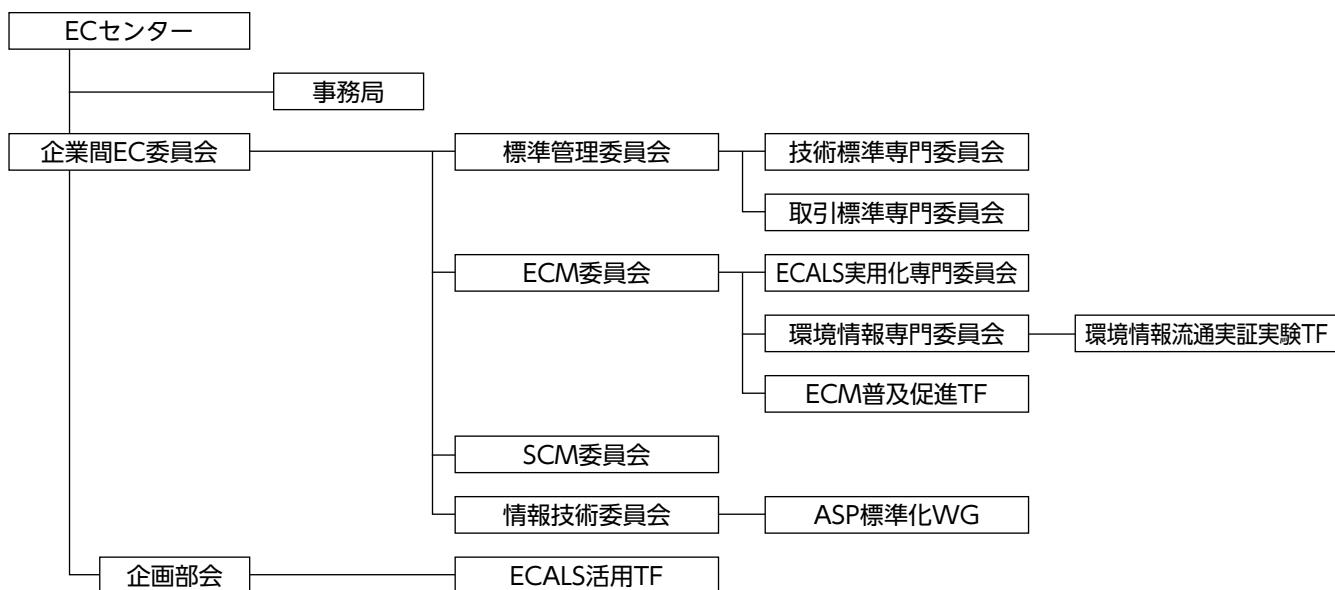 ECセンター
事務局
企業間EC委員会
標準管理委員会
技術標準専門委員会
取引標準専門委員会
ECM委員会
ECALS実用化専門委員会
環境情報専門委員会
環境情報流通実証実験TF
ECM普及促進TF
SCM委員会
情報技術委員会
ASP標準化WG
企画部会
ECALS活用TF